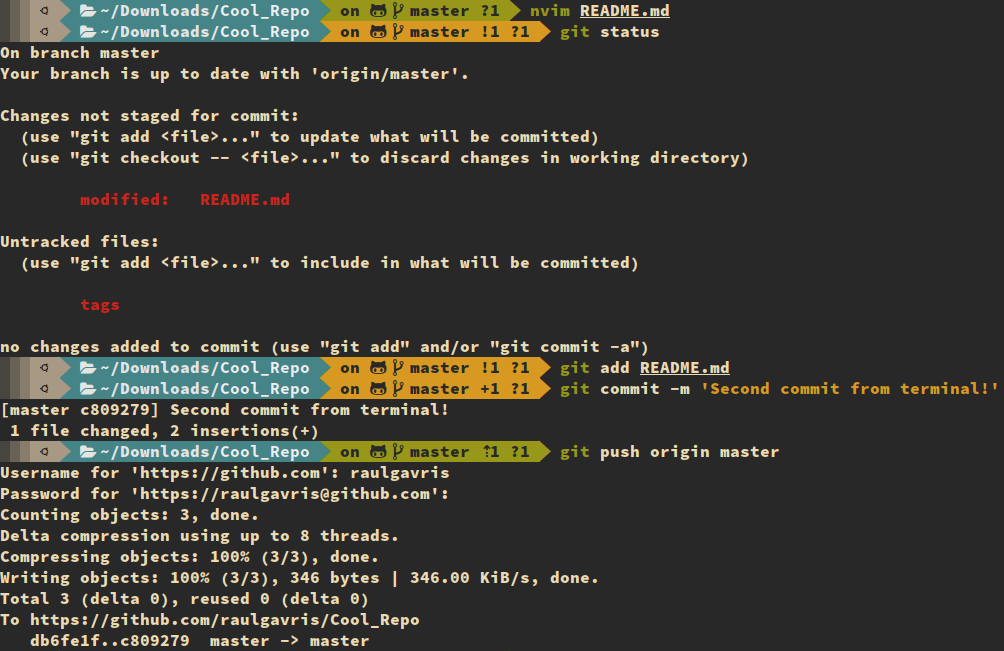 ~/Downloads/Cool_Repo on master ?1 nvim README.md
~/Downloads/Cool_Repo on master !1 ?1 git status
On branch master
Your branch is up to date with 'origin/master'.
Changes not staged for commit:
(use "git add <file>..." to update what will be committed)
(use "git checkout -- <file>..." to discard changes in working directory)
modified: README.md
Untracked files:
(use "git add <file>..." to include in what will be committed)
tags
no changes added to commit (use "git add" and/or "git commit -a")
~/Downloads/Cool_Repo on master !1 ?1 git add README.md
~/Downloads/Cool_Repo on master +1 ?1 git commit -m 'Second commit from terminal!'
[master c809279] Second commit from terminal!
1 file changed, 2 insertions(+)
~/Downloads/Cool_Repo on master ⇡1 ?1 git push origin master
Username for 'https://github.com': raulgavris
Password for 'https://raulgavris@github.com':
Counting objects: 3, done.
Delta compression using up to 8 threads.
Compressing objects: 100% (3/3), done.
Writing objects: 100% (3/3), 346 bytes | 346.00 KiB/s, done.
Total 3 (delta 0), reused 0 (delta 0)
To https://github.com/raulgavris/Cool_Repo
db6fe1f..c809279 master -> master